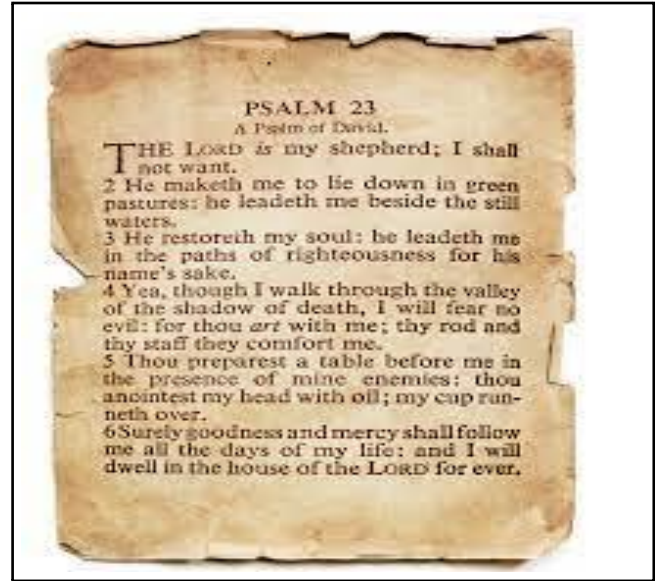 PSALM 23
A Psalm of David.
THE LORD is my shepherd; I shall
not want.
2 He maketh me to lie down in green
pastures: he leadeth me beside the still
waters.
3 He restoreth my soul: he leadeth me
in the paths of righteousness for his
name's sake.
4 Yea, though I walk through the valley
of the shadow of death, I will fear no
evil: for thou art with me; thy rod and
thy staff they comfort me.
5 Thou preparest a table before me in
the presence of mine enemies: thou
anointest my head with oil; my cup run-
neth over.
6 Surely goodness and mercy shall follow
me all the days of my life: and I will
dwell in the house of the LORD for ever.